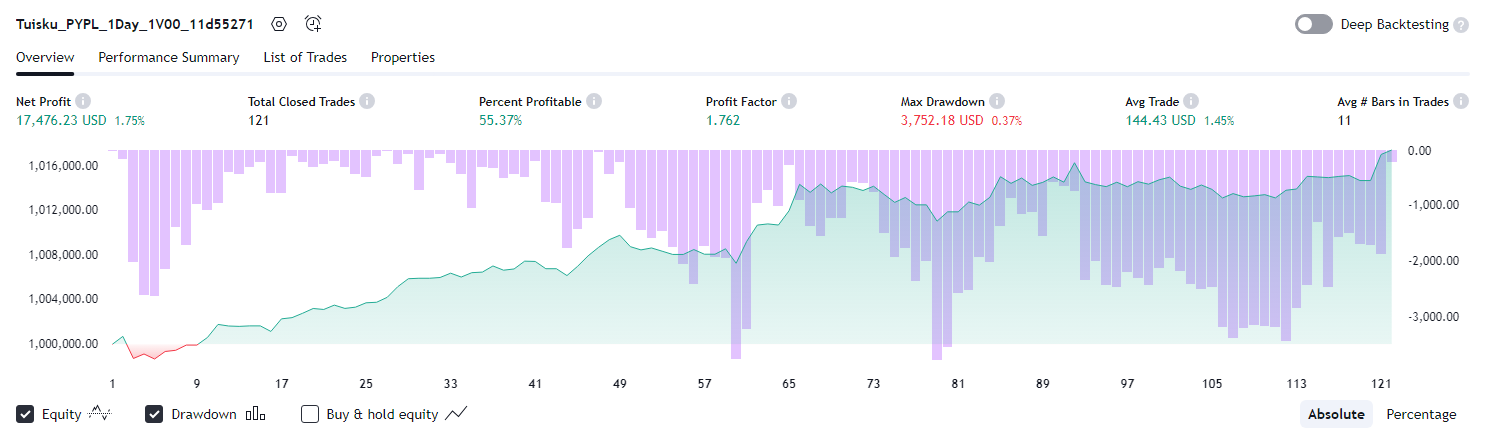 Tuisku_PYPL_1Day_1V00_11d55271
Deep Backtesting ?
Overview Performance Summary List of Trades Properties
Net Profit Total Closed Trades Percent Profitable Profit Factor Max Drawdown Avg Trade Avg # Bars in Trades
17,476.23 USD 1.75% 121 55.37% 1.762 3,752.18 USD 0.37% 144.43 USD 1.45% 11
1,016,000.00 0.00
1,012,000.00 -1,000.00
1,008,000.00 -2,000.00
1,004,000.00 -3,000.00
1,000,000.00
1 9 17 25 33 41 49 57 65 73 81 89 97 105 113 121
Equity Drawdown Buy & hold equity Absolute Percentage